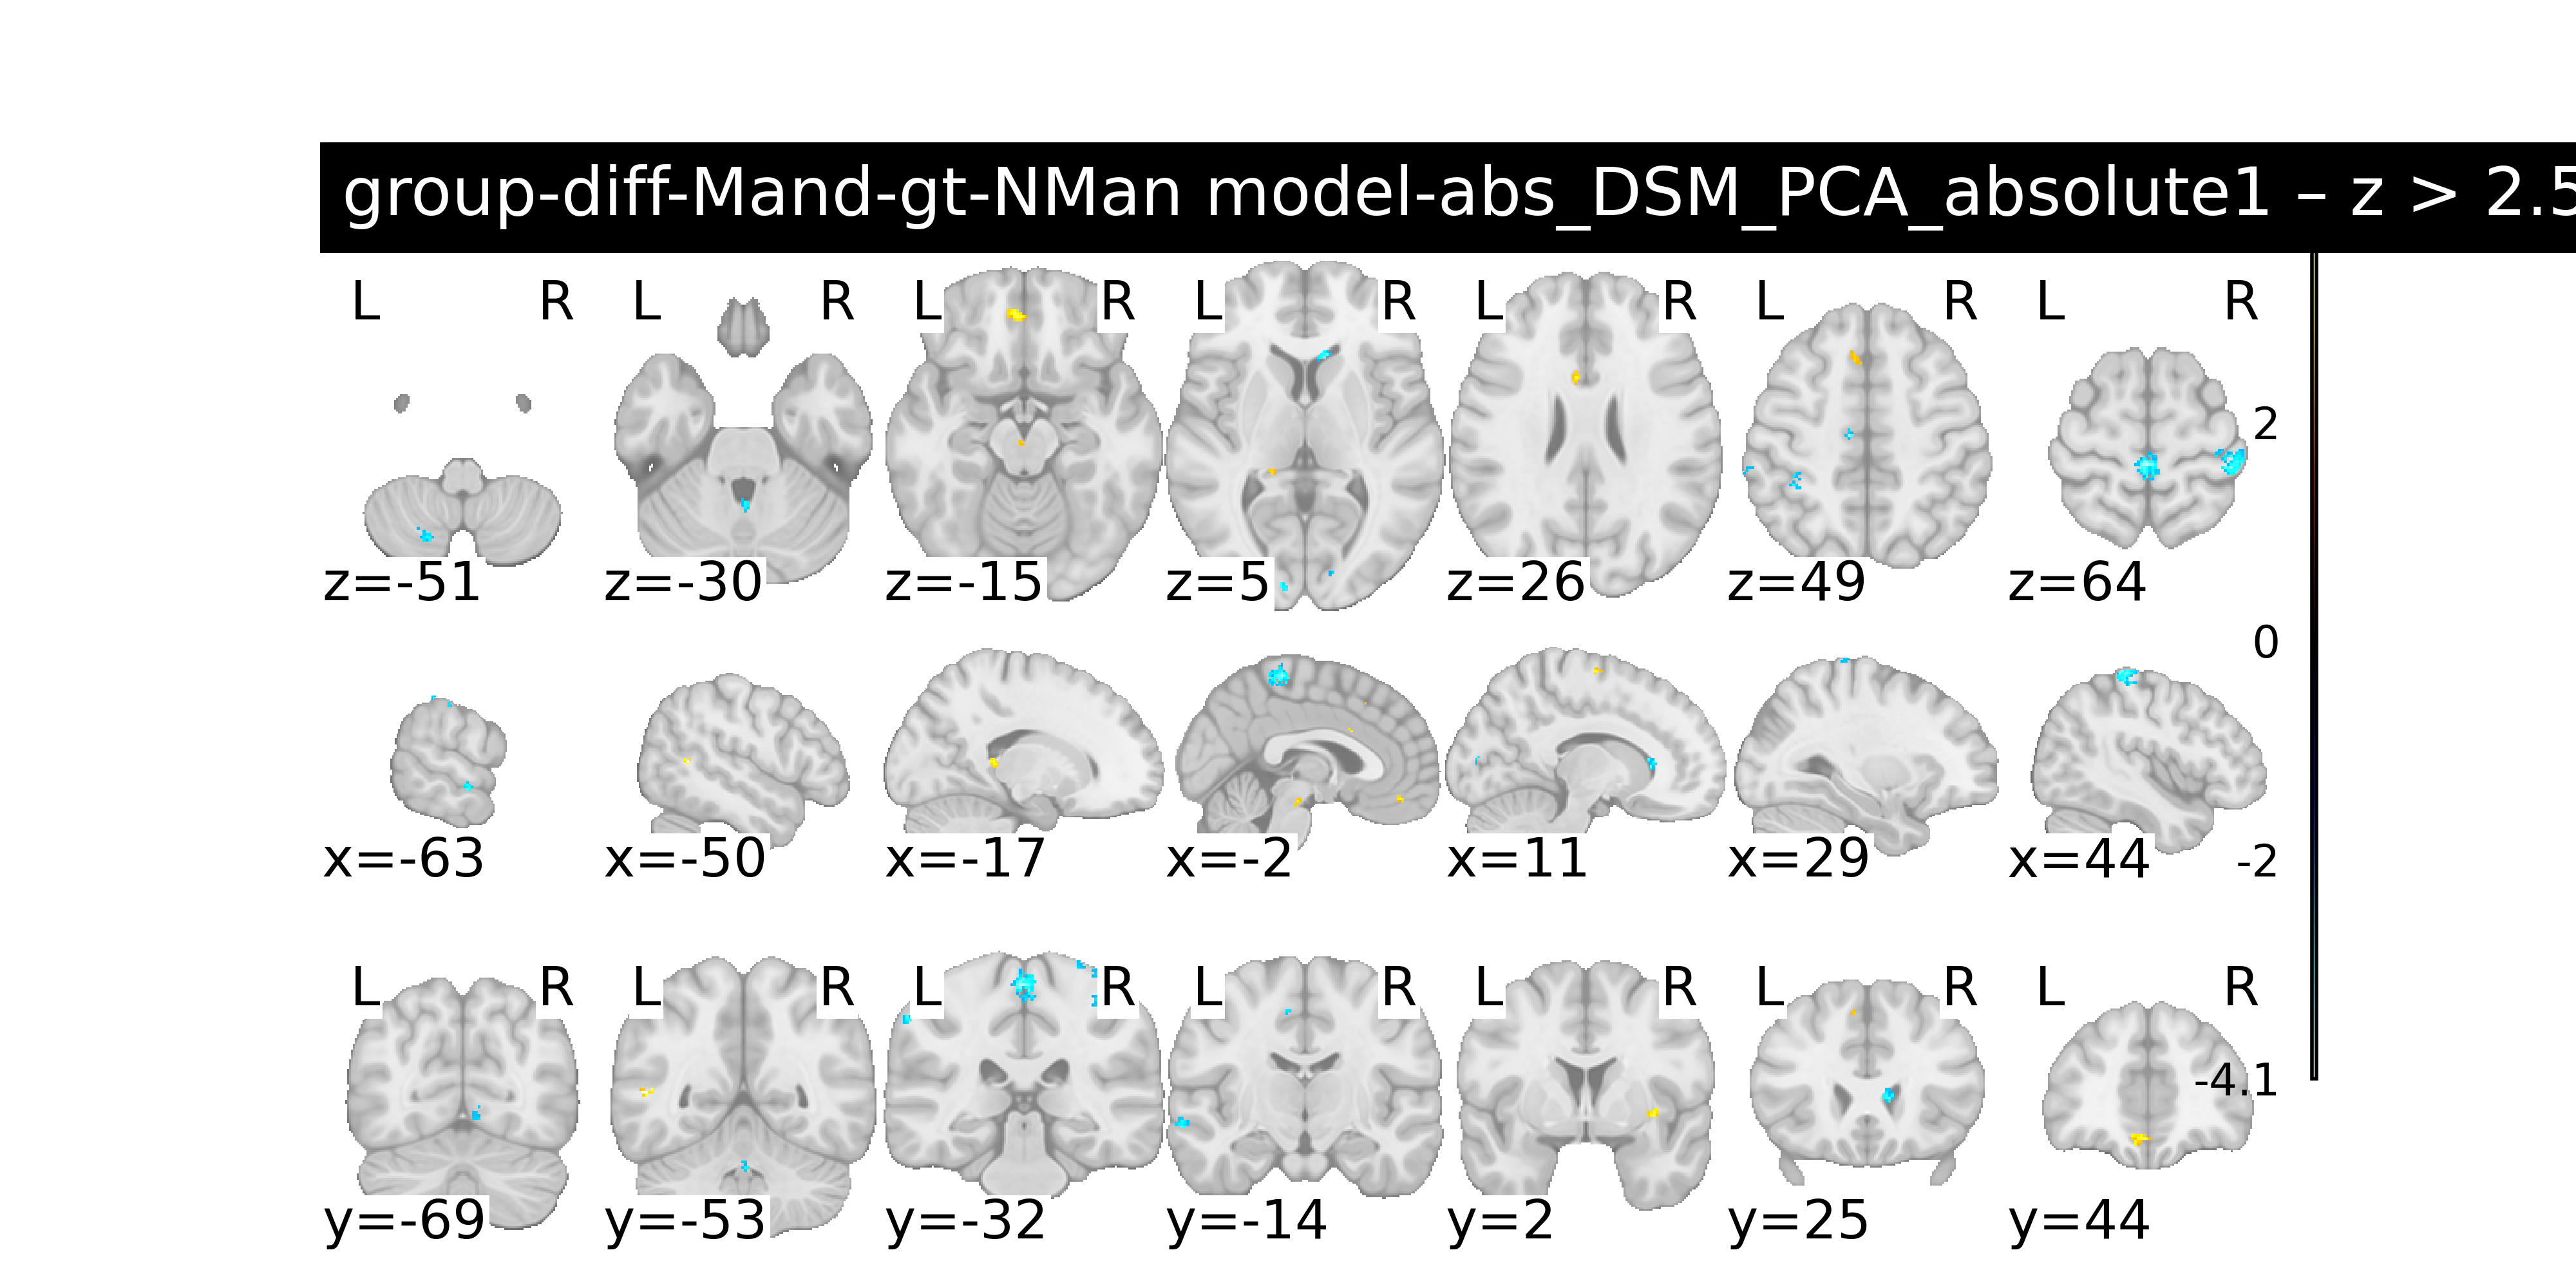 group-diff-Mand-gt-NMan model-abs_DSM_PCA_absolute1 – z > 2.5
L R L R L R L R L R L R L R
2
z=-51 z=-30 z=-15 z=5 z=26 z=49 z=64
0
x=-63 x=-50 x=-17 x=-2 x=11 x=29 x=44 -2
L R L R L R L R L R L R L R
-4.1
y=-69 y=-53 y=-32 y=-14 y=2 y=25 y=44